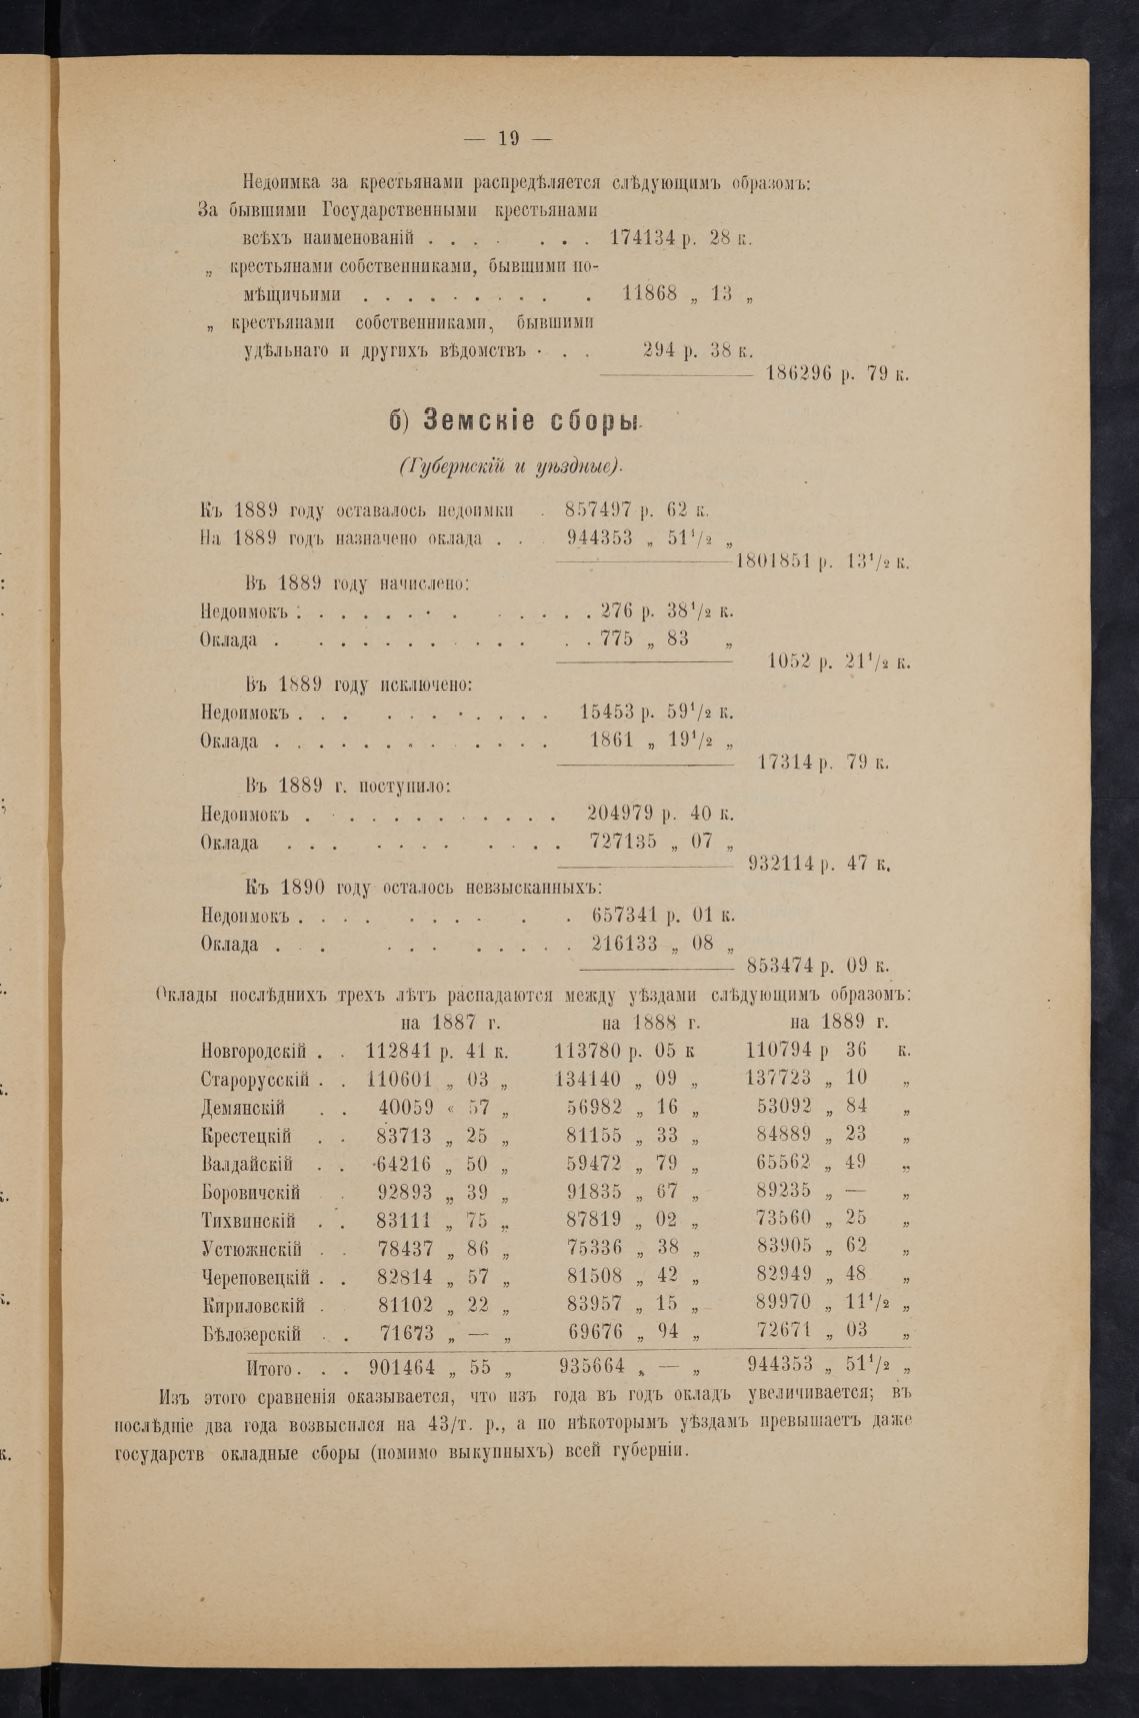 — 19 —
Недоимка за крестьянами распредѣляется слѣдующимъ образомъ:
За бывшими Государственными крестьянами
всѣхъ наименованій . . . . . . . 174134 р. 28 к.
„ крестьянами собственниками, бывшими по-
мѣщичьими . . . . . . . . . . 11868 „ 13 „
„ крестьянами собственниками, бывшими
удѣльнаго и другихъ вѣдомствъ . . . 294 р. 38 к.
186296 р. 79 к.
б) Земскіе сборы.
(Губернскій и уѣздные).
Къ 1889 году оставалось недоимки . 857497 р. 62 к.
На 1889 годъ назначено оклада . . . 944353 „ 51¹/₂ „
1801851 р. 13¹/₂ к.
Въ 1889 году начислено:
Недоимокъ . . . . . . . . . . . . . 276 р. 38¹/₂ к.
Оклада . . . . . . . . . . . . . 775 „ 83 „
1052 р. 21¹/₂ к.
Въ 1889 году исключено:
Недоимокъ . . . . . . . . . . . 15453 р. 59¹/₂ к.
Оклада . . . . . . . . . . . . . 1861 „ 19¹/₂ „
17314 р. 79 к.
Въ 1889 г. поступило:
Недоимокъ . . . . . . . . . . . . 204979 р. 40 к.
Оклада . . . . . . . . . . . 727135 „ 07 „
932114 р. 47 к.
Къ 1890 году осталось невзысканныхъ:
Недоимокъ . . . . . . . . . . 657341 р. 01 к.
Оклада . . . . . . . . . . . 216133 „ 08 „
853474 р. 09 к.
Оклады послѣднихъ трехъ лѣтъ распадаются между уѣздами слѣдующимъ образомъ:
на 1887 г. на 1888 г. на 1889 г.
Новгородскій . . 112841 р. 41 к. 113780 р. 05 к 110794 р 36 к.
Старорусскій . . 110601 „ 03 „ 134140 „ 09 „ 137723 „ 10 „
Демянскій . . 40059 « 57 „ 56982 „ 16 „ 53092 „ 84 „
Крестецкій . . 83713 „ 25 „ 81155 „ 33 „ 84889 „ 23 „
Валдайскій . . 64216 „ 50 „ 59472 „ 79 „ 65562 „ 49 „
Боровичскій . 92893 „ 39 „ 91835 „ 67 „ 89235 „ — „
Тихвинскій . . 83111 „ 75 „ 87819 „ 02 „ 73560 „ 25 „
Устюжнскій . . 78437 „ 86 „ 75336 „ 38 „ 83905 „ 62 „
Череповецкій . . 82814 „ 57 „ 81508 „ 42 „ 82949 „ 48 „
Кириловскій . 81102 „ 22 „ 83957 „ 15 „ 89970 „ 11¹/₂ „
Бѣлозерскій . . 71673 „ — „ 69676 „ 94 „ 72671 „ 03 „
Итого . . . 901464 „ 55 „ 935664 „ — „ 944353 „ 51¹/₂ „
Изъ этого сравненія оказывается, что изъ года въ годъ окладъ увеличивается; въ
послѣдніе два года возвысился на 43/т. р., а по нѣкоторымъ уѣздамъ превышаетъ даже
государств окладные сборы (помимо выкупныхъ) всей губерніи.